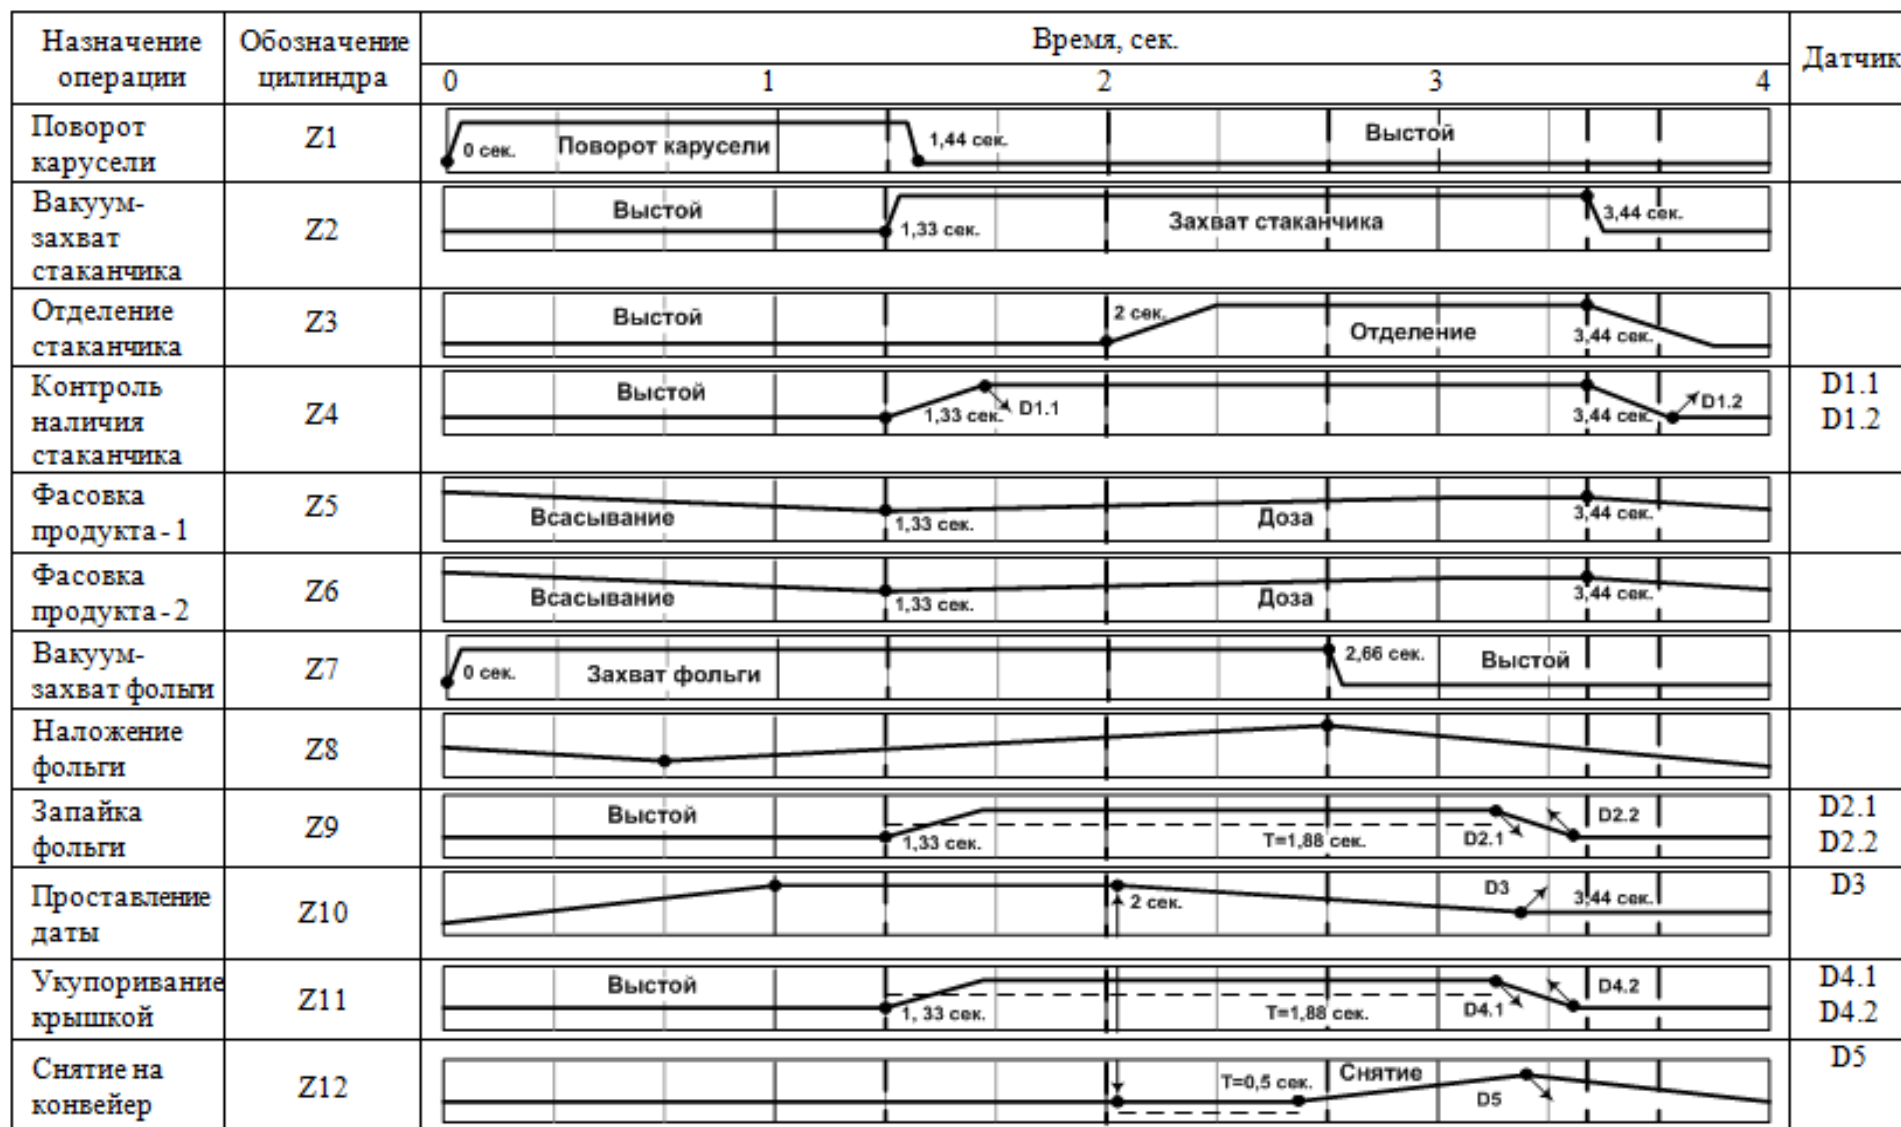 Назначение
операции
Обозначение
цилиндра
Время, сек.
0 1 2 3 4
Датчик
Поворот
карусели
Z1
0 сек.
Поворот карусели
1,44 сек.
Выстой
Вакуум-
захват
стаканчика
Z2
Выстой
1,33 сек.
Захват стаканчика
3,44 сек.
Отделение
стаканчика
Z3
Выстой
2 сек.
Отделение
3,44 сек.
Контроль
наличия
стаканчика
Z4
Выстой
1,33 сек.
D1.1
3,44 сек.
D1.2
D1.1
D1.2
Фасовка
продукта-1
Z5
Всасывание
1,33 сек.
Доза
3,44 сек.
Фасовка
продукта-2
Z6
Всасывание
1,33 сек.
Доза
3,44 сек.
Вакуум-
захват фольги
Z7
0 сек.
Захват фольги
2,66 сек.
Выстой
Наложение
фольги
Z8
Запайка
фольги
Z9
Выстой
1,33 сек.
T=1,88 сек.
D2.1
D2.2
D2.1
D2.2
Проставление
даты
Z10
2 сек.
D3
3,44 сек.
D3
Укупоривание
крышкой
Z11
Выстой
1, 33 сек.
T=1,88 сек.
D4.1
D4.2
D4.1
D4.2
Снятие на
конвейер
Z12
T=0,5 сек.
Снятие
D5
D5